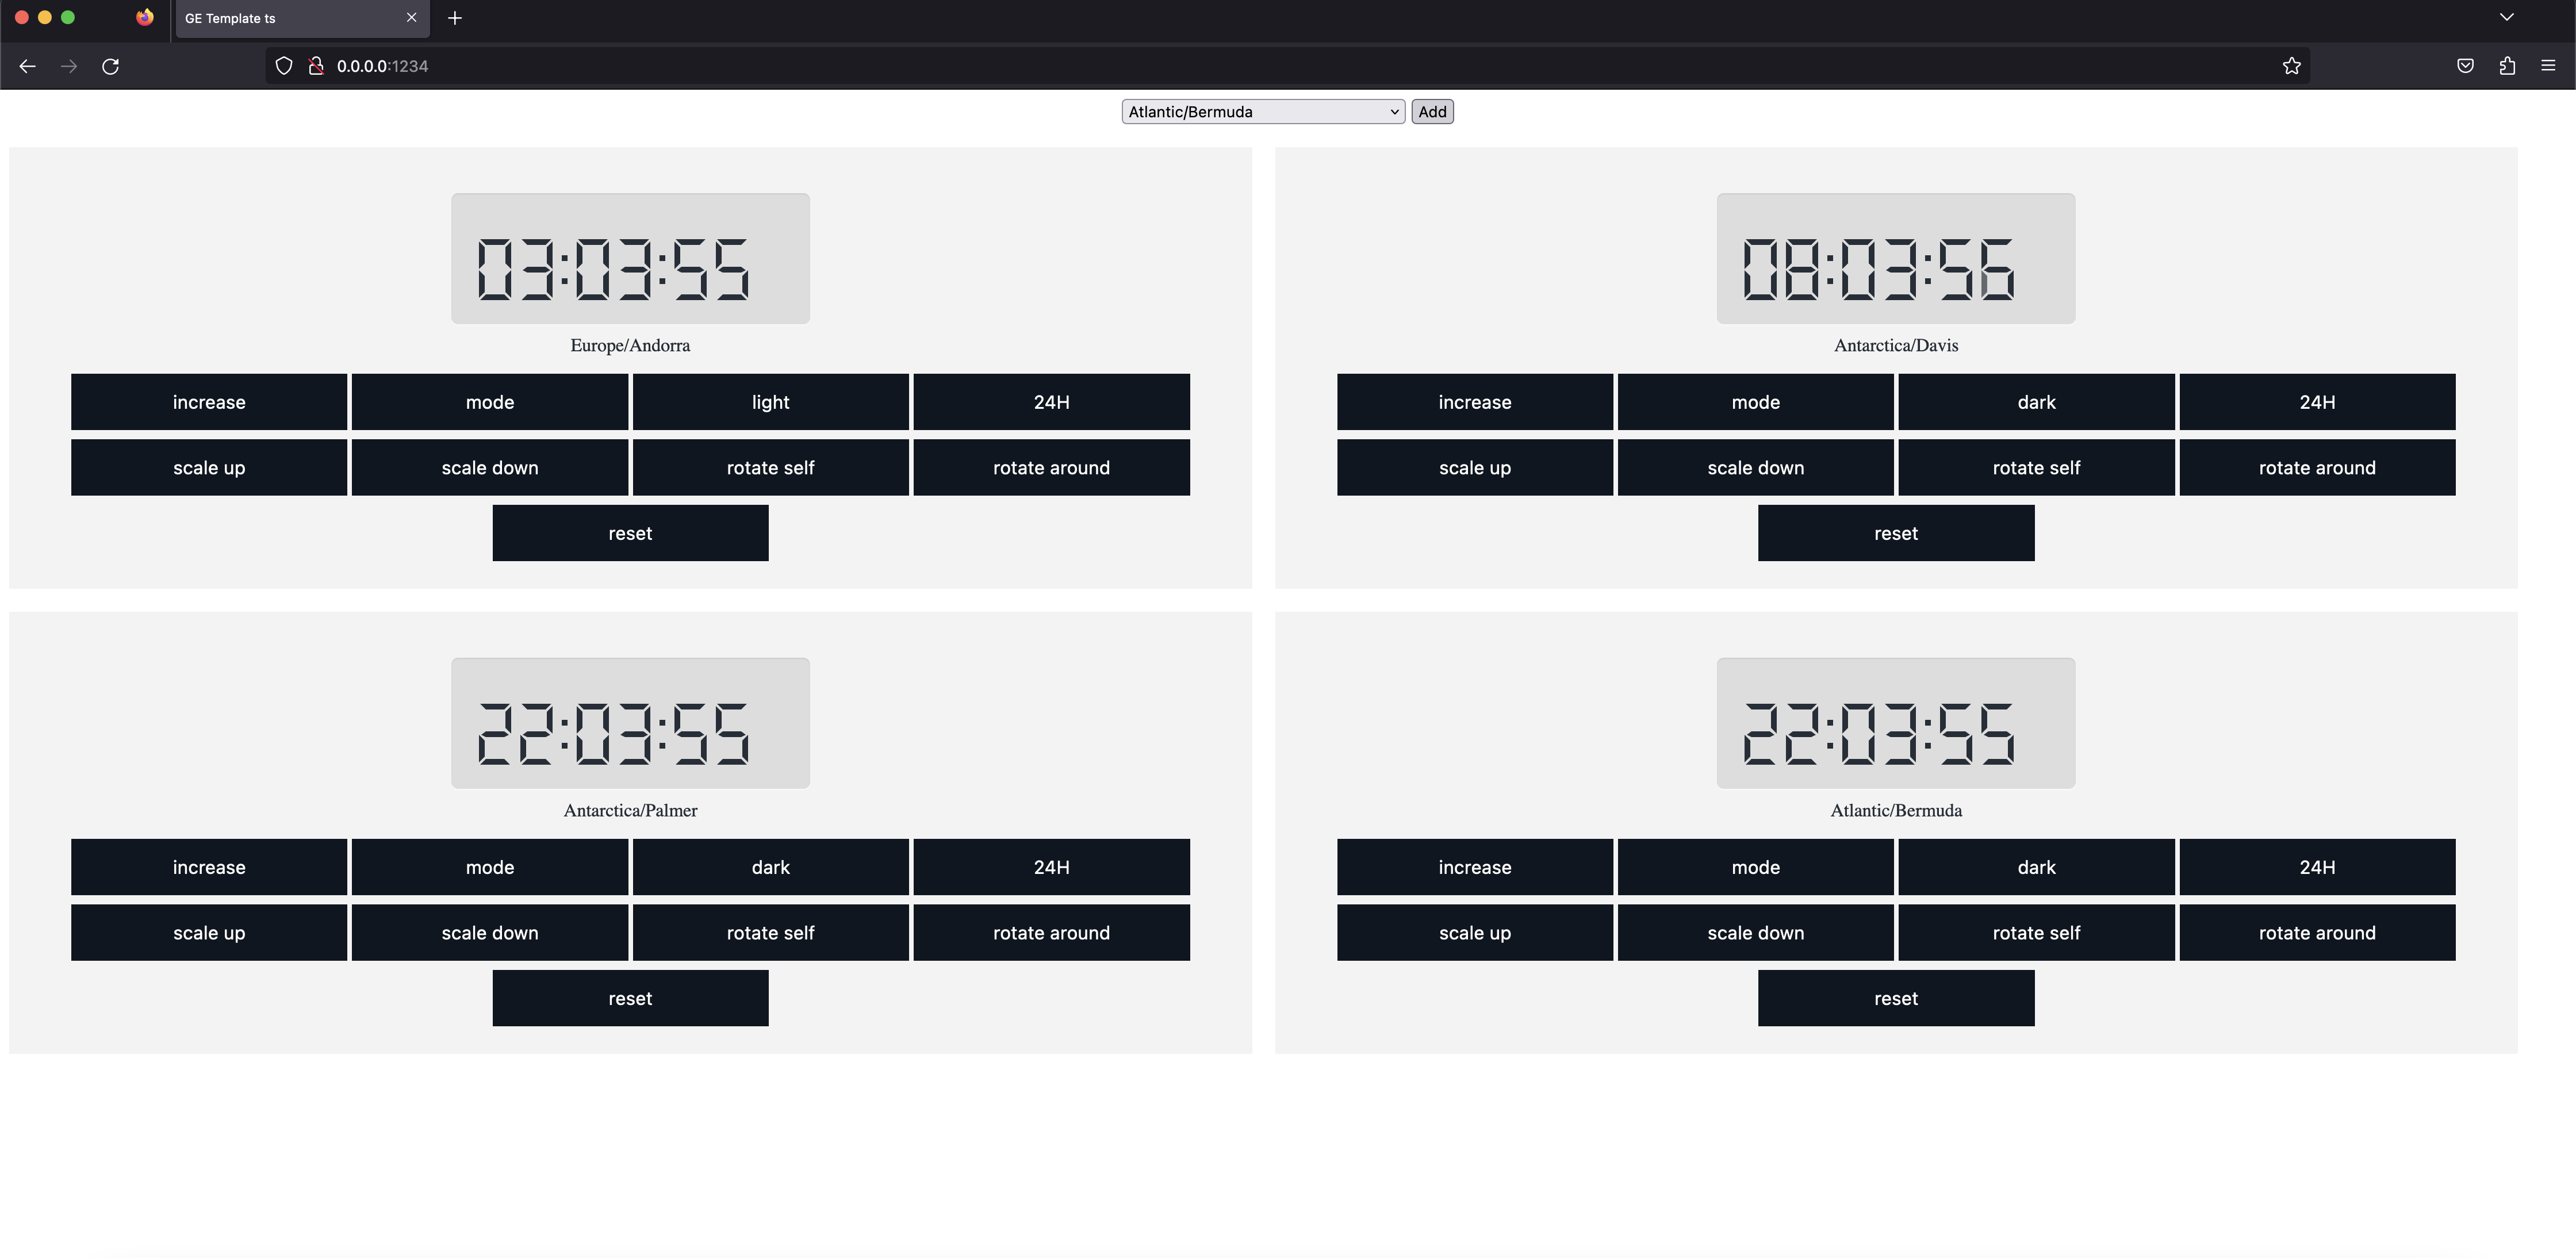 GE Template ts
0.0.0.0:1234
Atlantic/Bermuda Add
03:03:55
Europe/Andorra
increase mode light 24H
scale up scale down rotate self rotate around
reset
08:03:56
Antarctica/Davis
increase mode dark 24H
scale up scale down rotate self rotate around
reset
22:03:55
Antarctica/Palmer
increase mode dark 24H
scale up scale down rotate self rotate around
reset
22:03:55
Atlantic/Bermuda
increase mode dark 24H
scale up scale down rotate self rotate around
reset